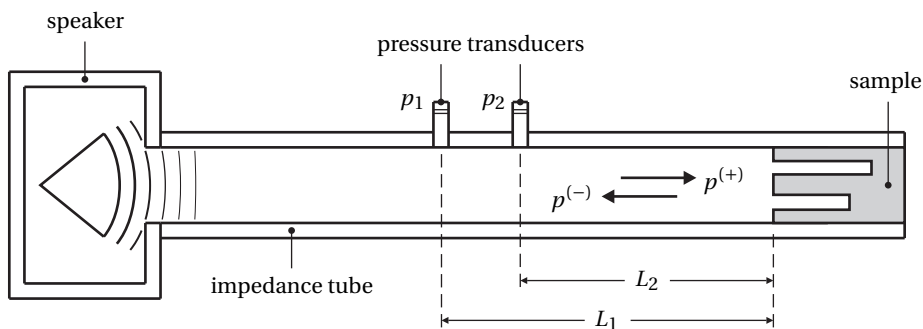 speaker
pressure transducers
sample
p₁
p₂
p⁽⁺⁾
p⁽⁻⁾
impedance tube
L₂
L₁